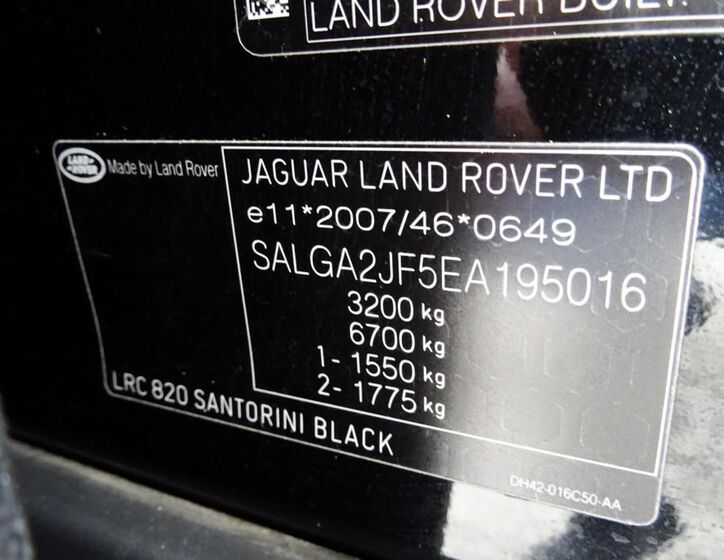 LAND ROVER BUILT
LAND-
ROVER
Made by Land Rover
JAGUAR LAND ROVER LTD
e11*2007/46*0649
SALGA2JF5EA195016
3200 kg
6700 kg
1- 1550 kg
2- 1775 kg
LRC 820 SANTORINI BLACK
DH42-016C50-AA